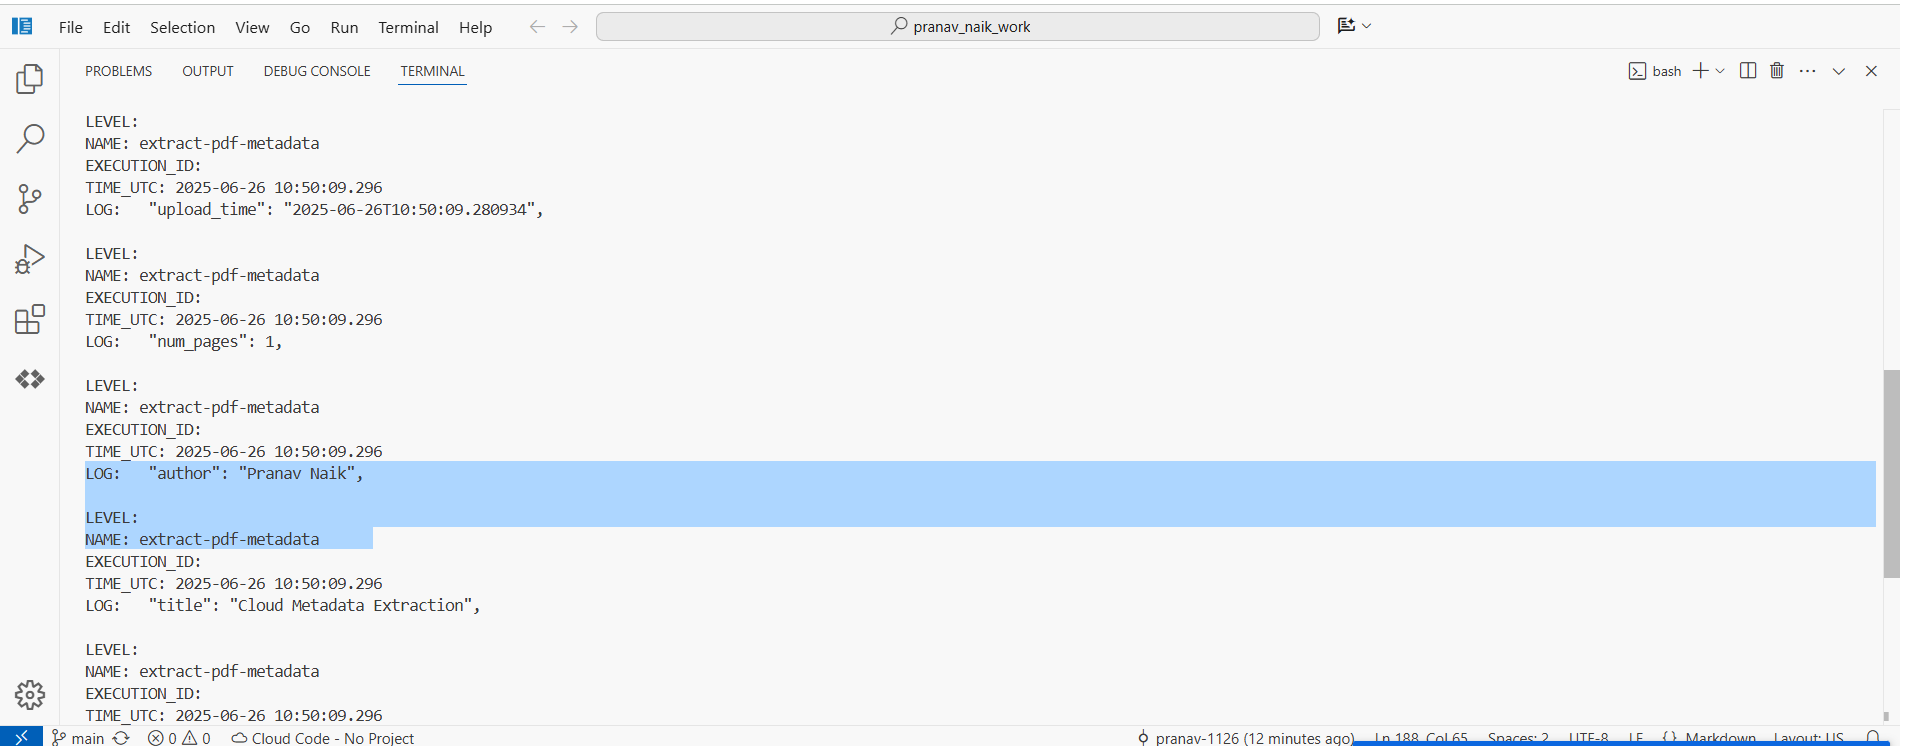 File Edit Selection View Go Run Terminal Help pranav_naik_work
PROBLEMS OUTPUT DEBUG CONSOLE TERMINAL bash
LEVEL:
NAME: extract-pdf-metadata
EXECUTION_ID:
TIME_UTC: 2025-06-26 10:50:09.296
LOG:   "upload_time": "2025-06-26T10:50:09.280934",
LEVEL:
NAME: extract-pdf-metadata
EXECUTION_ID:
TIME_UTC: 2025-06-26 10:50:09.296
LOG:   "num_pages": 1,
LEVEL:
NAME: extract-pdf-metadata
EXECUTION_ID:
TIME_UTC: 2025-06-26 10:50:09.296
LOG:   "author": "Pranav Naik",
LEVEL:
NAME: extract-pdf-metadata
EXECUTION_ID:
TIME_UTC: 2025-06-26 10:50:09.296
LOG:   "title": "Cloud Metadata Extraction",
LEVEL:
NAME: extract-pdf-metadata
EXECUTION_ID:
TIME_UTC: 2025-06-26 10:50:09.296
main 0 0 Cloud Code - No Project pranav-1126 (12 minutes ago) Ln 188, Col 65 Spaces: 2 UTF-8 LF {} Markdown Layout: US